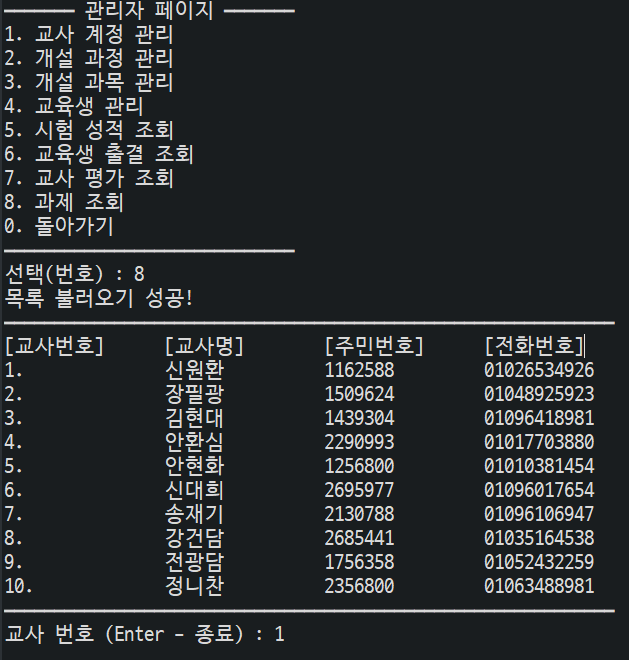 ━━━━━━━ 관리자 페이지 ━━━━━━━
1. 교사 계정 관리
2. 개설 과정 관리
3. 개설 과목 관리
4. 교육생 관리
5. 시험 성적 조회
6. 교육생 출결 조회
7. 교사 평가 조회
8. 과제 조회
0. 돌아가기
선택(번호) : 8
목록 불러오기 성공!
[교사번호] [교사명] [주민번호] [전화번호]
1. 신원환 1162588 01026534926
2. 장필광 1509624 01048925923
3. 김현대 1439304 01096418981
4. 안환심 2290993 01017703880
5. 안현화 1256800 01010381454
6. 신대희 2695977 01096017654
7. 송재기 2130788 01096106947
8. 강건담 2685441 01035164538
9. 전광담 1756358 01052432259
10. 정니찬 2356800 01063488981
교사 번호 (Enter - 종료) : 1